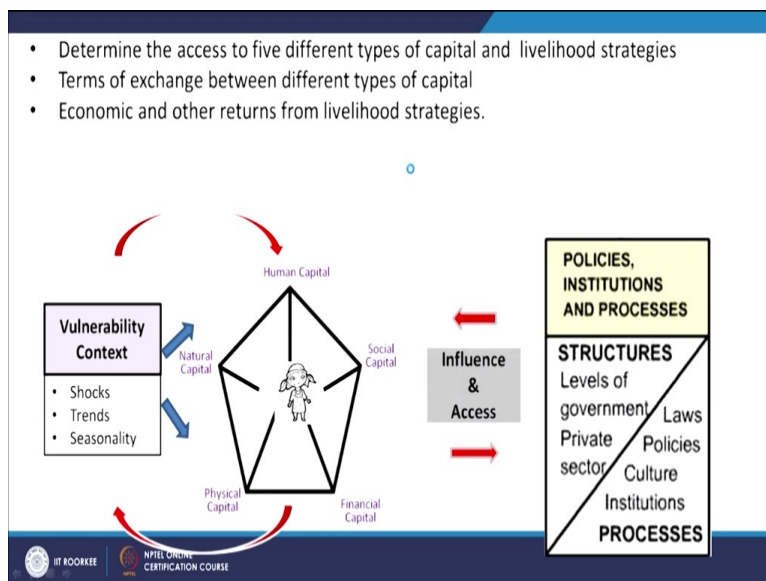 • Determine the access to five different types of capital and livelihood strategies
• Terms of exchange between different types of capital
• Economic and other returns from livelihood strategies.
Human Capital
Vulnerability
Context
• Shocks
• Trends
• Seasonality
Natural
Capital
Social
Capital
Physical
Capital
Financial
Capital
Influence
&
Access
POLICIES,
INSTITUTIONS
AND PROCESSES
STRUCTURES
Levels of
government
Private
sector
Laws
Policies
Culture
Institutions
PROCESSES
IIT ROORKEE
NPTEL ONLINE
CERTIFICATION COURSE